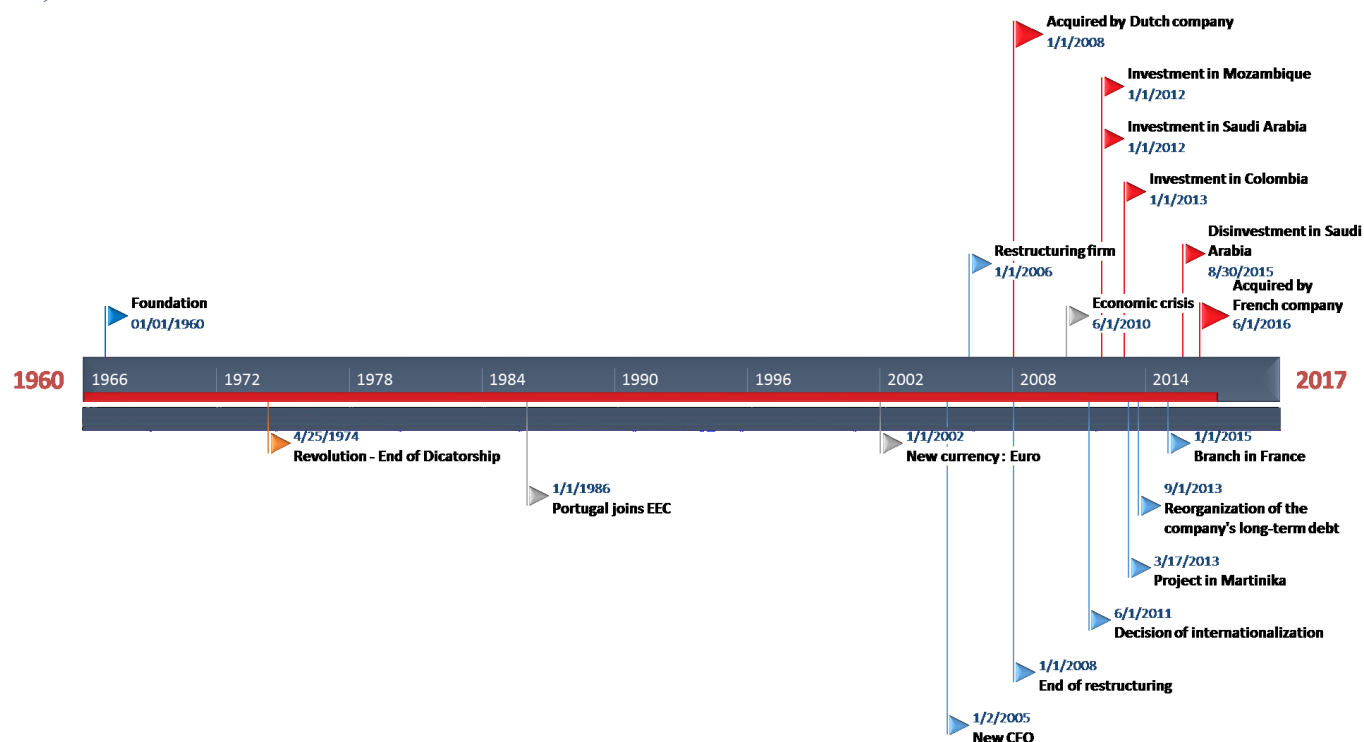 Acquired by Dutch company
1/1/2008
Investment in Mozambique
1/1/2012
Investment in Saudi Arabia
1/1/2012
Investment in Colombia
1/1/2013
Disinvestment in Saudi
Arabia
8/30/2015
Restructuring firm
1/1/2006
Acquired by
French company
6/1/2016
Economic crisis
6/1/2010
Foundation
01/01/1960
1960
1966
1972
1978
1984
1990
1996
2002
2008
2014
2017
4/25/1974
Revolution - End of Dicatorship
1/1/2002
New currency : Euro
1/1/2015
Branch in France
1/1/1986
Portugal joins EEC
9/1/2013
Reorganization of the
company's long-term debt
3/17/2013
Project in Martinika
6/1/2011
Decision of internationalization
1/1/2008
End of restructuring
1/2/2005
New